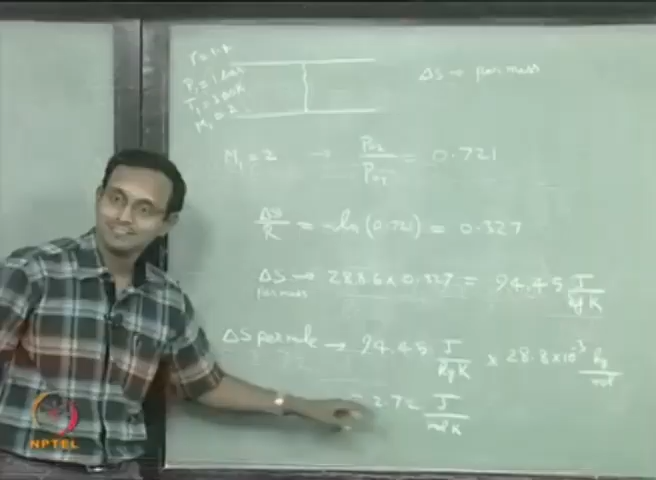 γ = 1.4
P₁ = 1 bar
T₁ = 300K
M₁ = 2
ΔS → per mass
M₁ = 2 → P₀₂/P₀₁ = 0.721
ΔS/R = -ln(0.721) = 0.327
ΔS per mass → 288.6 x 0.327 = 94.45 J/kg K
ΔS per mole → 94.45 J/kg K x 28.8 x 10⁻³ kg/mol
= 2.72 J/mol K
NPTEL